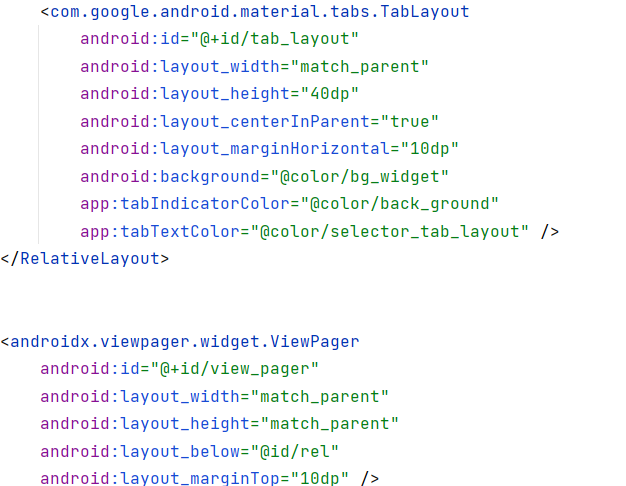 <com.google.android.material.tabs.TabLayout
android:id="@+id/tab_layout"
android:layout_width="match_parent"
android:layout_height="40dp"
android:layout_centerInParent="true"
android:layout_marginHorizontal="10dp"
android:background="@color/bg_widget"
app:tabIndicatorColor="@color/back_ground"
app:tabTextColor="@color/selector_tab_layout" />
</RelativeLayout>
<androidx.viewpager.widget.ViewPager
android:id="@+id/view_pager"
android:layout_width="match_parent"
android:layout_height="match_parent"
android:layout_below="@id/rel"
android:layout_marginTop="10dp" />